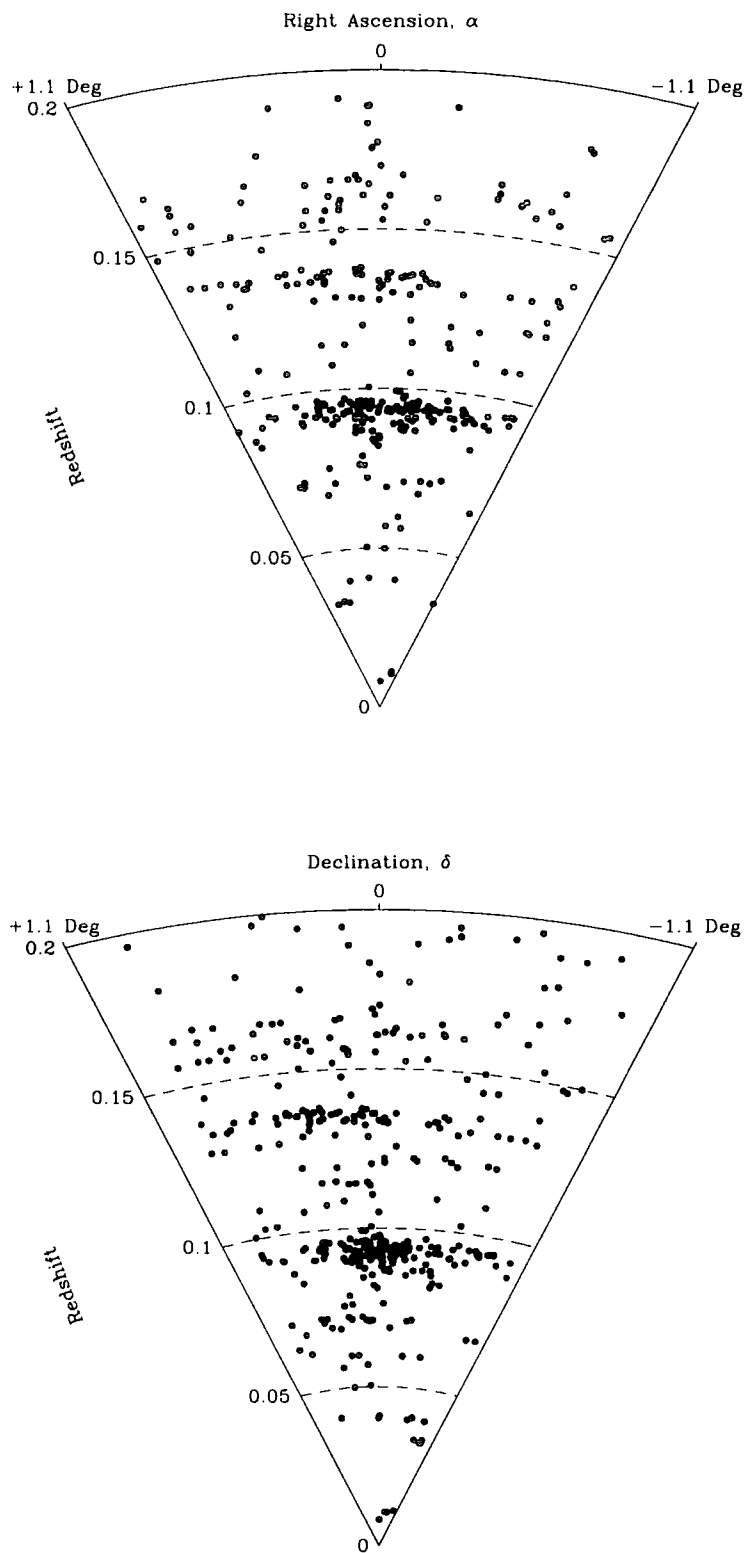 Right Ascension, α
0
+1.1 Deg
−1.1 Deg
0.2
0.15
0.1
Redshift
0.05
0
Declination, δ
0
+1.1 Deg
−1.1 Deg
0.2
0.15
0.1
Redshift
0.05
0